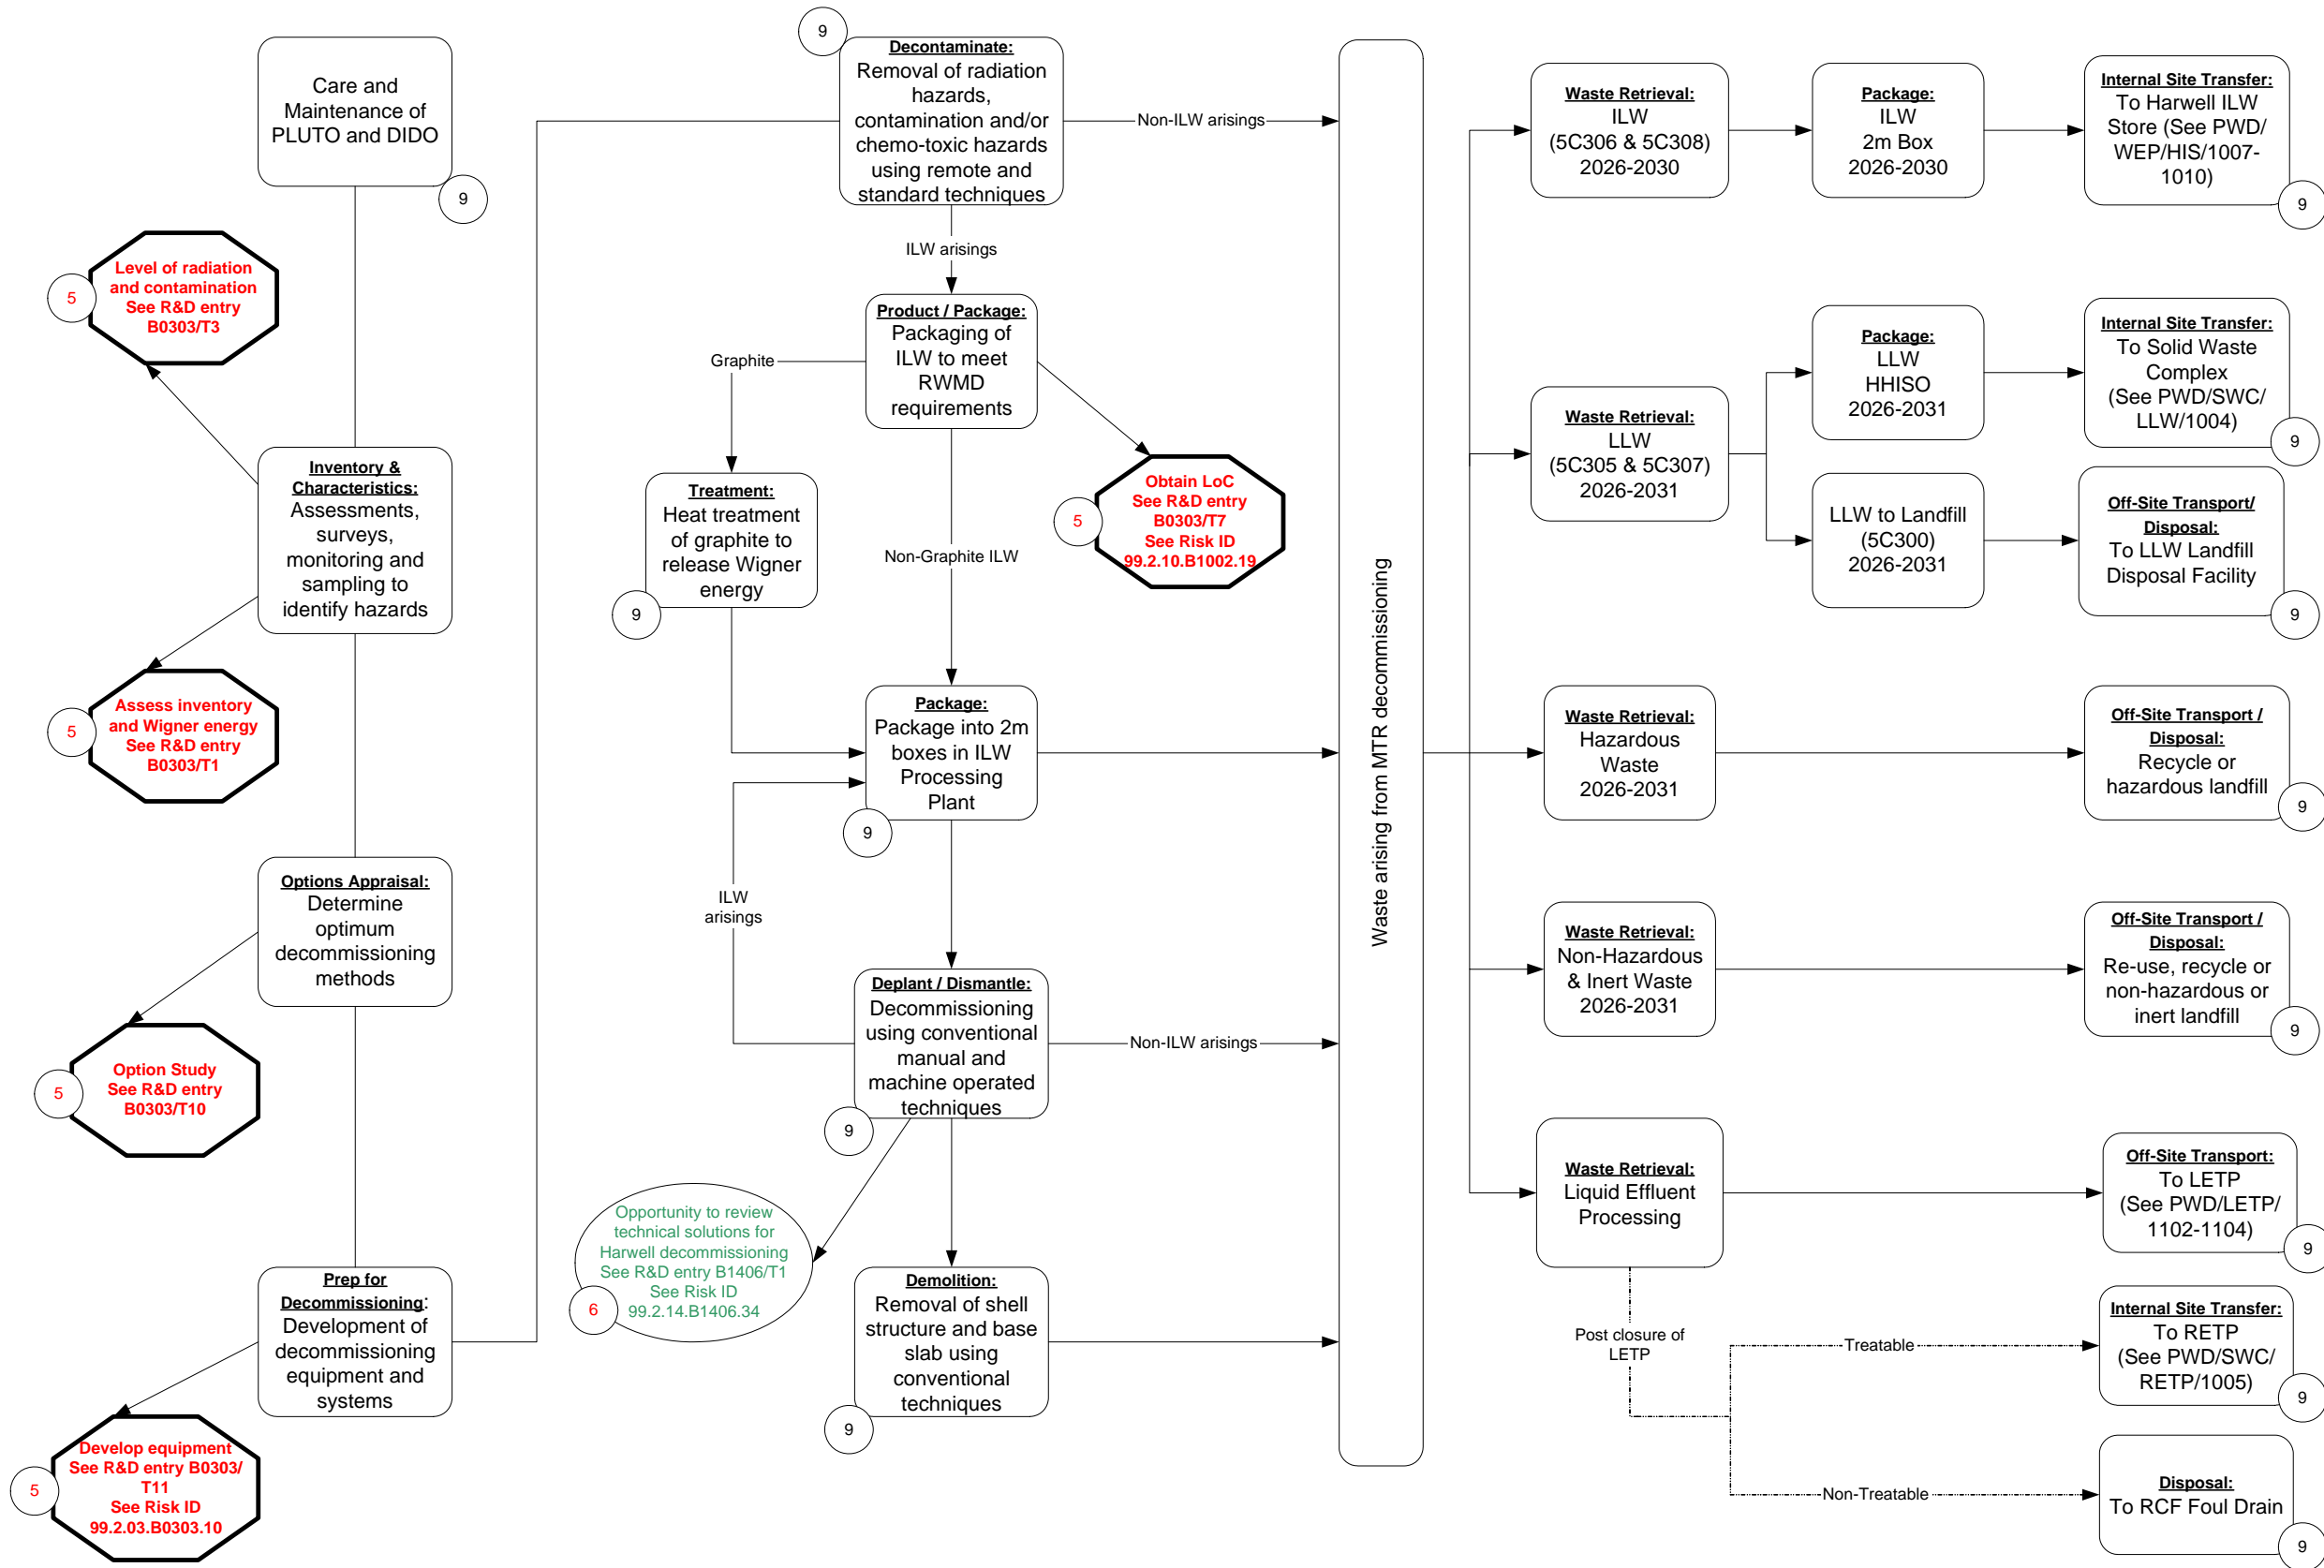 Care and
Maintenance of
PLUTO and DIDO
9
Level of radiation
and contamination
See R&D entry
B0303/T3
5
Inventory &
Characteristics:
Assessments,
surveys,
monitoring and
sampling to
identify hazards
Assess inventory
and Wigner energy
See R&D entry
B0303/T1
5
Options Appraisal:
Determine
optimum
decommissioning
methods
Option Study
See R&D entry
B0303/T10
5
Prep for
Decommissioning:
Development of
decommissioning
equipment and
systems
Develop equipment
See R&D entry B0303/
T11
See Risk ID
99.2.03.B0303.10
5
9
Decontaminate:
Removal of radiation
hazards,
contamination and/or
chemo-toxic hazards
using remote and
standard techniques
Non-ILW arisings
ILW arisings
Product / Package:
Packaging of
ILW to meet
RWMD
requirements
Graphite
Treatment:
Heat treatment
of graphite to
release Wigner
energy
9
Non-Graphite ILW
Obtain LoC
See R&D entry
B0303/T7
See Risk ID
99.2.10.B1002.19
5
Package:
Package into 2m
boxes in ILW
Processing
Plant
9
ILW
arisings
Deplant / Dismantle:
Decommissioning
using conventional
manual and
machine operated
techniques
9
Non-ILW arisings
Opportunity to review
technical solutions for
Harwell decommissioning
See R&D entry B1406/T1
See Risk ID
99.2.14.B1406.34
6
Demolition:
Removal of shell
structure and base
slab using
conventional
techniques
9
Waste arising from MTR decommissioning
Waste Retrieval:
ILW
(5C306 & 5C308)
2026-2030
Package:
ILW
2m Box
2026-2030
Internal Site Transfer:
To Harwell ILW
Store (See PWD/
WEP/HIS/1007-
1010)
9
Waste Retrieval:
LLW
(5C305 & 5C307)
2026-2031
Package:
LLW
HHISO
2026-2031
Internal Site Transfer:
To Solid Waste
Complex
(See PWD/SWC/
LLW/1004)
9
LLW to Landfill
(5C300)
2026-2031
Off-Site Transport/
Disposal:
To LLW Landfill
Disposal Facility
9
Waste Retrieval:
Hazardous
Waste
2026-2031
Off-Site Transport /
Disposal:
Recycle or
hazardous landfill
9
Waste Retrieval:
Non-Hazardous
& Inert Waste
2026-2031
Off-Site Transport /
Disposal:
Re-use, recycle or
non-hazardous or
inert landfill
9
Waste Retrieval:
Liquid Effluent
Processing
Off-Site Transport:
To LETP
(See PWD/LETP/
1102-1104)
9
Post closure of
LETP
Treatable
Internal Site Transfer:
To RETP
(See PWD/SWC/
RETP/1005)
9
Non-Treatable
Disposal:
To RCF Foul Drain
9